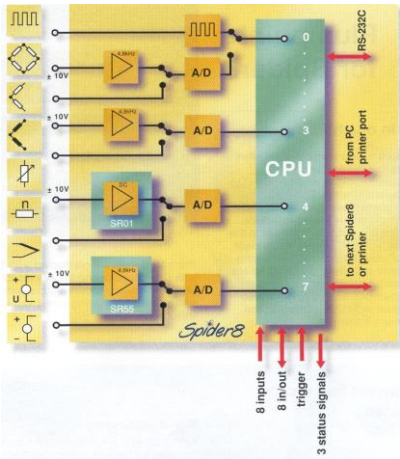 ± 10V
4,8kHz
A/D
0
RS-232C
± 10V
4,8kHz
A/D
3
CPU
from PC
printer port
± 10V
DC
SR01
A/D
4
n
to next Spider8
or printer
± 10V
4,8kHz
SR55
A/D
7
+
U
-
+
-
Spider8
8 inputs
8 in/out
trigger
3 status signals